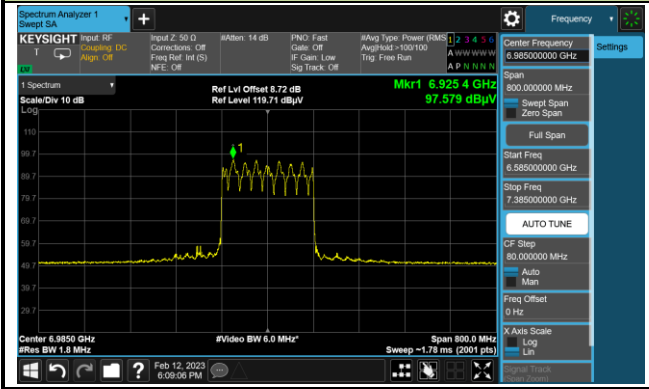 Spectrum Analyzer 1
Swept SA
+
Frequency
KEYSIGHT
T
Input: RF
Coupling: DC
Align: Off
Input Z: 50 Ω
Corrections: Off
Freq Ref: Int (S)
NFE: Off
#Atten: 14 dB
PNO: Fast
Gate: Off
IF Gain: Low
Sig Track: Off
#Avg Type: Power (RMS
Avg|Hold:>100/100
Trig: Free Run
1 2 3 4 5 6
A W W W W W
A P N N N N
1 Spectrum
Scale/Div 10 dB
Log
Ref Lvl Offset 8.72 dB
Ref Level 119.71 dBµV
Mkr1 6.925 4 GHz
97.579 dBµV
1
110
99.7
89.7
79.7
69.7
59.7
49.7
39.7
29.7
Center 6.9850 GHz
#Res BW 1.8 MHz
#Video BW 6.0 MHz*
Span 800.0 MHz
Sweep ~1.78 ms (2001 pts)
Center Frequency
6.985000000 GHz
Settings
Span
800.000000 MHz
Swept Span
Zero Span
Full Span
Start Freq
6.585000000 GHz
Stop Freq
7.385000000 GHz
AUTO TUNE
CF Step
80.000000 MHz
Auto
Man
Freq Offset
0 Hz
X Axis Scale
Log
Lin
Signal Track
(Span Zoom)
?
Feb 12, 2023
6:09:06 PM